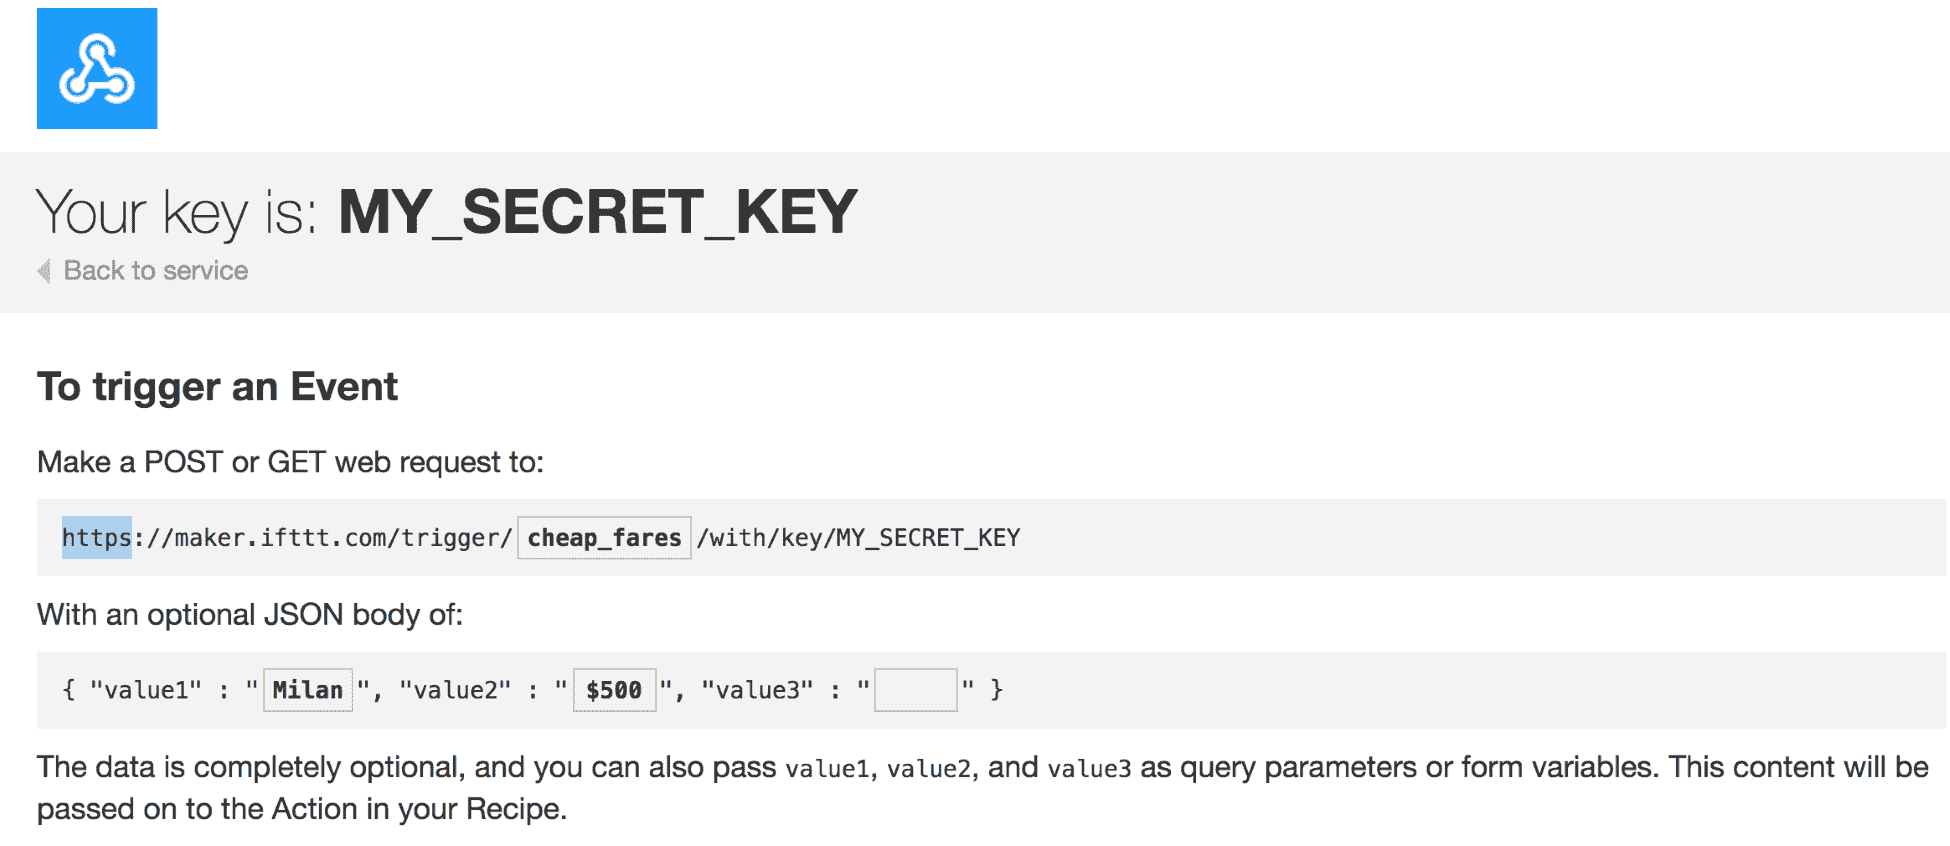 Your key is: MY_SECRET_KEY
Back to service
To trigger an Event
Make a POST or GET web request to:
https://maker.ifttt.com/trigger/ cheap_fares /with/key/MY_SECRET_KEY
With an optional JSON body of:
{ "value1" : " Milan ", "value2" : " $500 ", "value3" : " " }
The data is completely optional, and you can also pass value1, value2, and value3 as query parameters or form variables. This content will be
passed on to the Action in your Recipe.